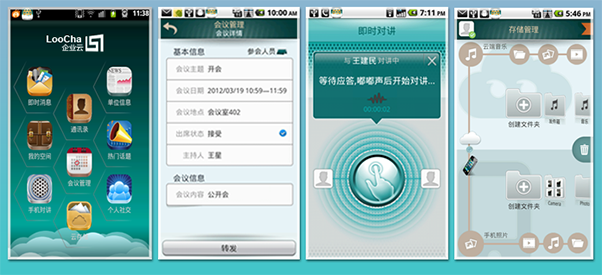 11:38
LooCha
企业云
即时消息
单位信息
通讯录
我的空间
热门话题
会议管理
手机对讲
个人社交
10:00 AM
会议管理
会议详情
基本信息
参会人员
会议主题 开会
会议日期 2012/03/19 10:59—11:59
会议地点 会议室402
出席状态 接受
主持人 王星
会议信息
会议内容 公开会
转发
7:11 PM
即时对讲
与 王建民 对讲中
等待应答,嘟嘟声后开始对讲...
00:00:02
5:46 PM
存储管理
云端音乐
创建文件夹
音乐
创建文件夹
Camera
Photo
手机照片